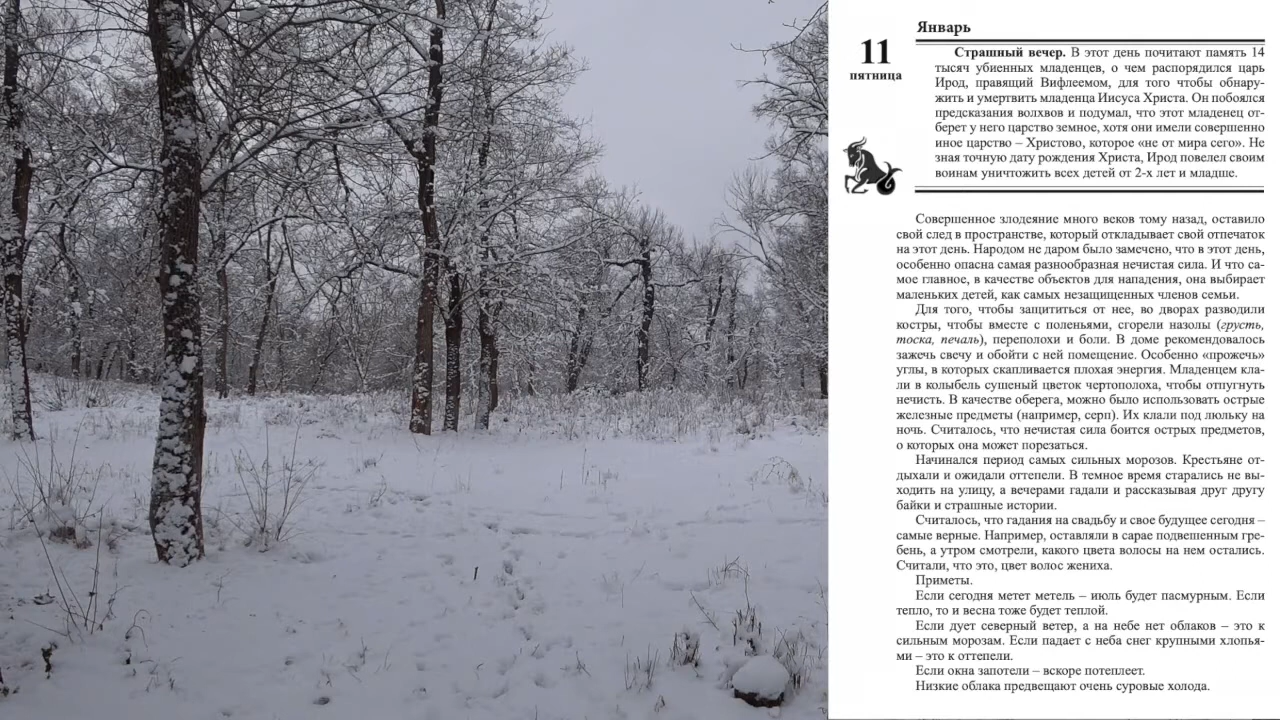 Январь
11
пятница
Страшный вечер. В этот день почитают память 14
тысяч убиенных младенцев, о чем распорядился царь
Ирод, правящий Вифлеемом, для того чтобы обнару-
жить и умертвить младенца Иисуса Христа. Он побоялся
предсказания волхвов и подумал, что этот младенец от-
берет у него царство земное, хотя они имели совершенно
иное царство – Христово, которое «не от мира сего». Не
зная точную дату рождения Христа, Ирод повелел своим
воинам уничтожить всех детей от 2-х лет и младше.
Совершенное злодеяние много веков тому назад, оставило
свой след в пространстве, который откладывает свой отпечаток
на этот день. Народом не даром было замечено, что в этот день,
особенно опасна самая разнообразная нечистая сила. И что са-
мое главное, в качестве объектов для нападения, она выбирает
маленьких детей, как самых незащищенных членов семьи.
Для того, чтобы защититься от нее, во дворах разводили
костры, чтобы вместе с поленьями, сгорели назолы (грусть,
тоска, печаль), переполохи и боли. В доме рекомендовалось
зажечь свечу и обойти с ней помещение. Особенно «прожечь»
углы, в которых скапливается плохая энергия. Младенцем кла-
ли в колыбель сушеный цветок чертополоха, чтобы отпугнуть
нечисть. В качестве оберега, можно было использовать острые
железные предметы (например, серп). Их клали под люльку на
ночь. Считалось, что нечистая сила боится острых предметов,
о которых она может порезаться.
Начинался период самых сильных морозов. Крестьяне от-
дыхали и ожидали оттепели. В темное время старались не вы-
ходить на улицу, а вечерами гадали и рассказывая друг другу
байки и страшные истории.
Считалось, что гадания на свадьбу и свое будущее сегодня –
самые верные. Например, оставляли в сарае подвешенным гре-
бень, а утром смотрели, какого цвета волосы на нем остались.
Считали, что это, цвет волос жениха.
Приметы.
Если сегодня метет метель – июль будет пасмурным. Если
тепло, то и весна тоже будет теплой.
Если дует северный ветер, а на небе нет облаков – это к
сильным морозам. Если падает с неба снег крупными хлопья-
ми – это к оттепели.
Если окна запотели – вскоре потеплеет.
Низкие облака предвещают очень суровые холода.